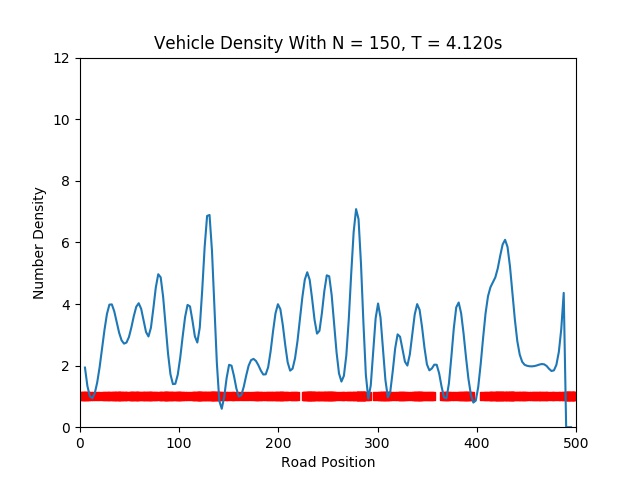 Vehicle Density With N = 150, T = 4.120s
12
10
8
6
4
2
0
Number Density
0 100 200 300 400 500
Road Position